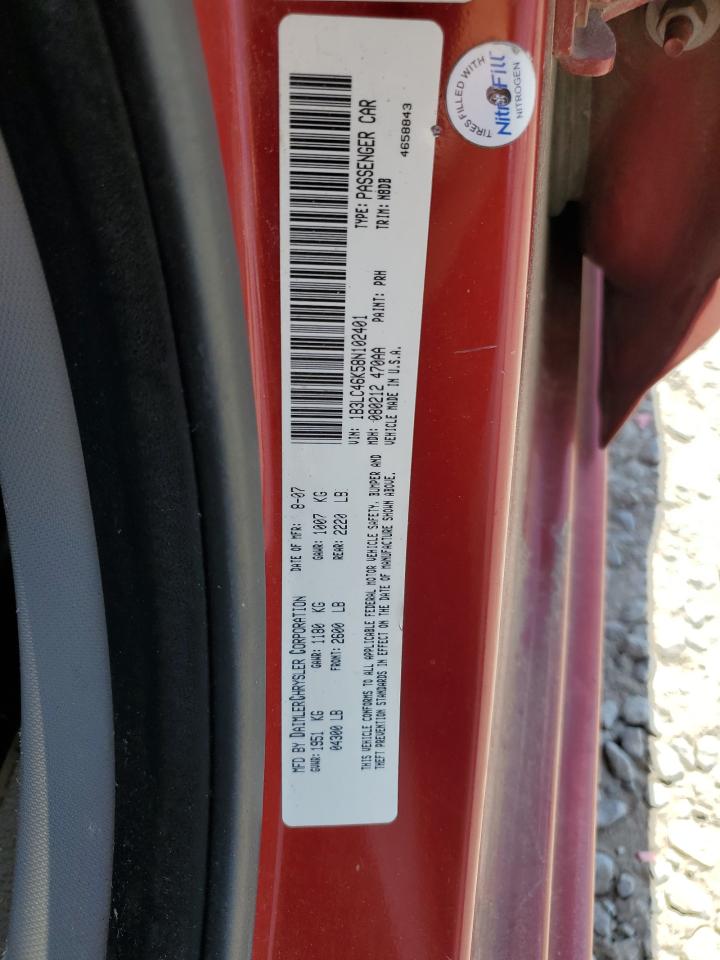 MFD BY DAIMLERCHRYSLER CORPORATION DATE OF MFR: 8-07
GVWR: 1951 KG GAWR: 1180 KG GAWR: 1007 KG
04300 LB FRONT: 2600 LB REAR: 2220 LB
THIS VEHICLE CONFORMS TO ALL APPLICABLE FEDERAL MOTOR VEHICLE SAFETY, BUMPER AND
THEFT PREVENTION STANDARDS IN EFFECT ON THE DATE OF MANUFACTURE SHOWN ABOVE.
VIN: 1B3LC46K58N102401 TYPE: PASSENGER CAR
MDH: 080212 470AA PAINT: PRH TRIM: M8DB
VEHICLE MADE IN U.S.A. 4658843
TIRES FILLED WITH
NitroFill
NITROGEN